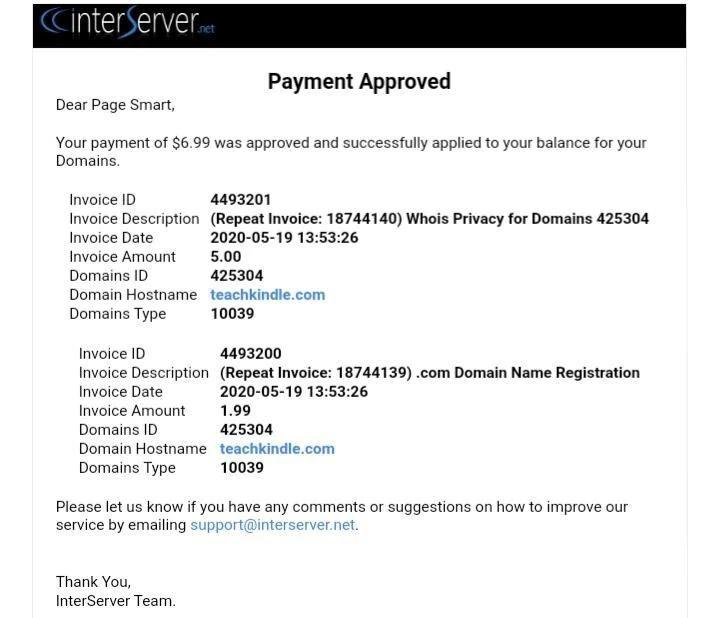 interServer.net
Payment Approved
Dear Page Smart,
Your payment of $6.99 was approved and successfully applied to your balance for your
Domains.
Invoice ID 4493201
Invoice Description (Repeat Invoice: 18744140) Whois Privacy for Domains 425304
Invoice Date 2020-05-19 13:53:26
Invoice Amount 5.00
Domains ID 425304
Domain Hostname teachkindle.com
Domains Type 10039
Invoice ID 4493200
Invoice Description (Repeat Invoice: 18744139) .com Domain Name Registration
Invoice Date 2020-05-19 13:53:26
Invoice Amount 1.99
Domains ID 425304
Domain Hostname teachkindle.com
Domains Type 10039
Please let us know if you have any comments or suggestions on how to improve our
service by emailing support@interserver.net.
Thank You,
InterServer Team.